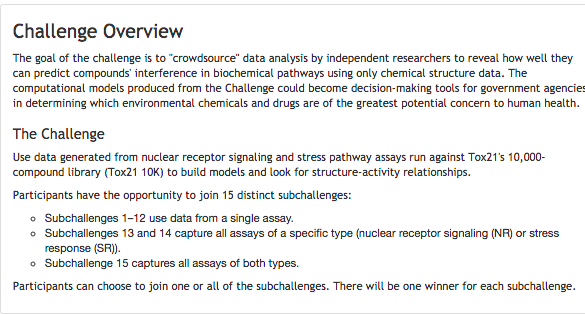 Challenge Overview
The goal of the challenge is to "crowdsource" data analysis by independent researchers to reveal how well they
can predict compounds' interference in biochemical pathways using only chemical structure data. The
computational models produced from the Challenge could become decision-making tools for government agencies
in determining which environmental chemicals and drugs are of the greatest potential concern to human health.
The Challenge
Use data generated from nuclear receptor signaling and stress pathway assays run against Tox21's 10,000-
compound library (Tox21 10K) to build models and look for structure-activity relationships.
Participants have the opportunity to join 15 distinct subchallenges:
Subchallenges 1–12 use data from a single assay.
Subchallenges 13 and 14 capture all assays of a specific type (nuclear receptor signaling (NR) or stress
response (SR)).
Subchallenge 15 captures all assays of both types.
Participants can choose to join one or all of the subchallenges. There will be one winner for each subchallenge.